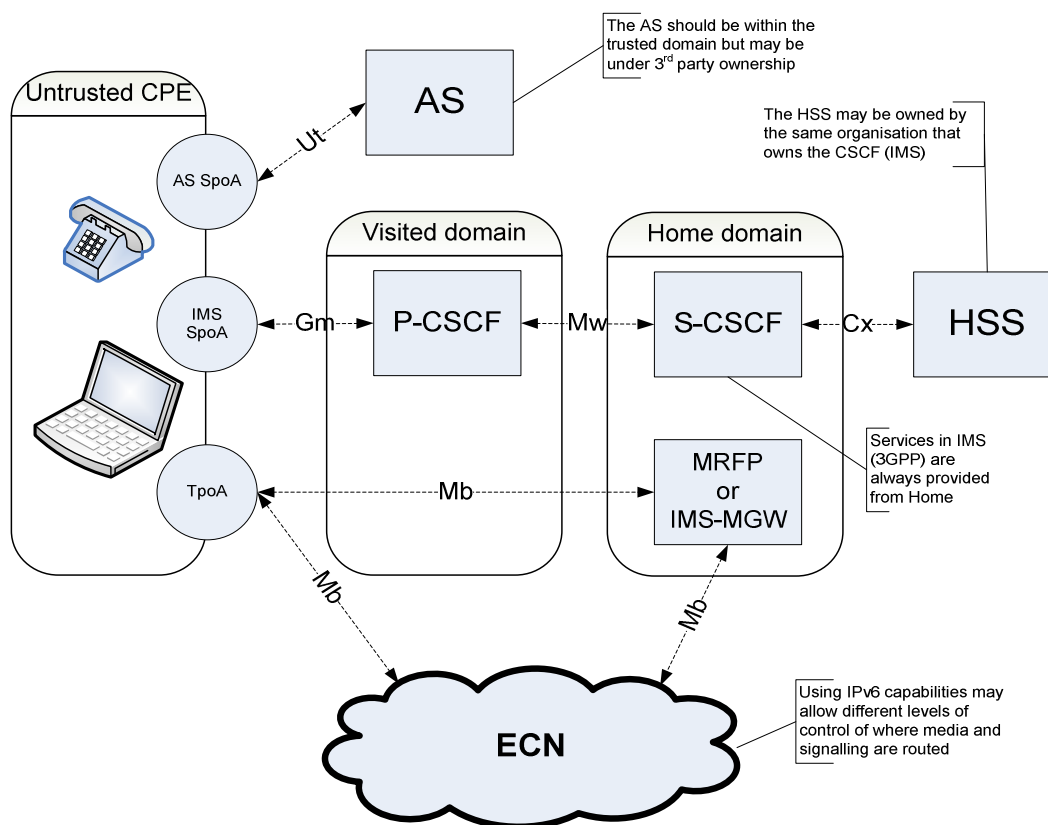 The AS should be within the
trusted domain but may be
under 3rd party ownership
Untrusted CPE
AS
The HSS may be owned by
the same organisation that
owns the CSCF (IMS)
Ut
AS SpoA
Visited domain
Home domain
IMS
SpoA
Gm
P-CSCF
Mw
S-CSCF
Cx
HSS
Services in IMS
(3GPP) are
always provided
from Home
TpoA
Mb
MRFP
or
IMS-MGW
Mb
Mb
ECN
Using IPv6 capabilities may
allow different levels of
control of where media and
signalling are routed